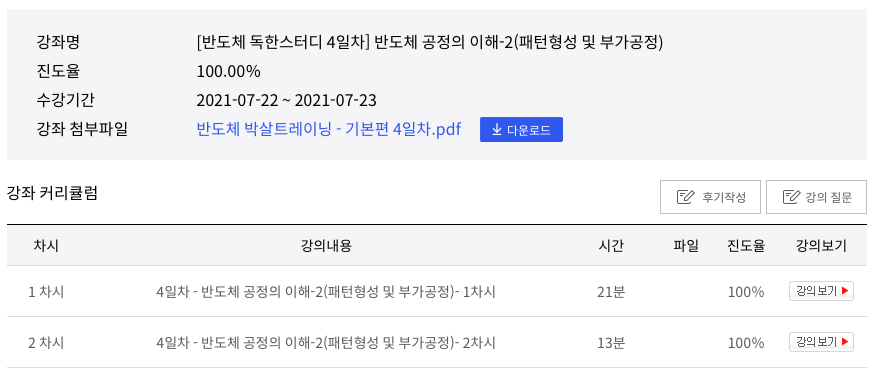 강좌명 [반도체 독한스터디 4일차] 반도체 공정의 이해-2(패턴형성 및 부가공정)
진도율 100.00%
수강기간 2021-07-22 ~ 2021-07-23
강좌 첨부파일 반도체 박살트레이닝 - 기본편 4일차.pdf 다운로드
강좌 커리큘럼 후기작성 강의 질문
차시 강의내용 시간 파일 진도율 강의보기
1 차시 4일차 - 반도체 공정의 이해-2(패턴형성 및 부가공정)- 1차시 21분 100% 강의보기
2 차시 4일차 - 반도체 공정의 이해-2(패턴형성 및 부가공정)- 2차시 13분 100% 강의보기